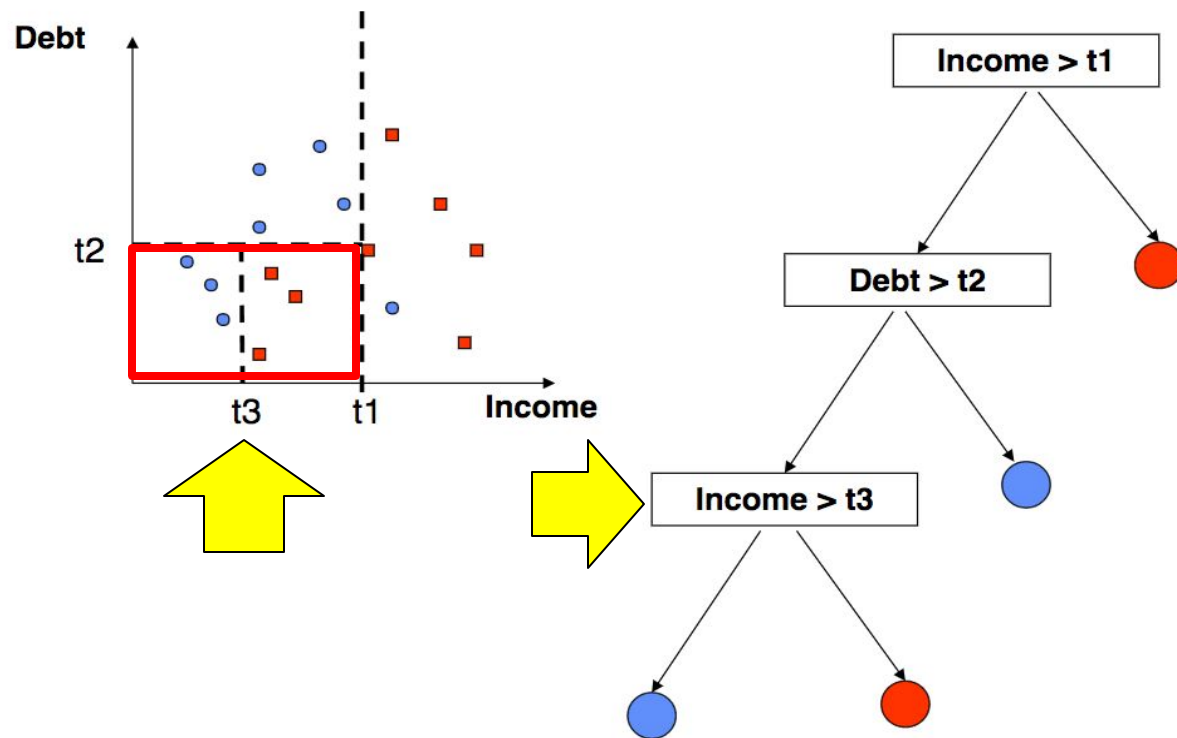 Debt
t2
t3
t1
Income
Income > t1
Debt > t2
Income > t3